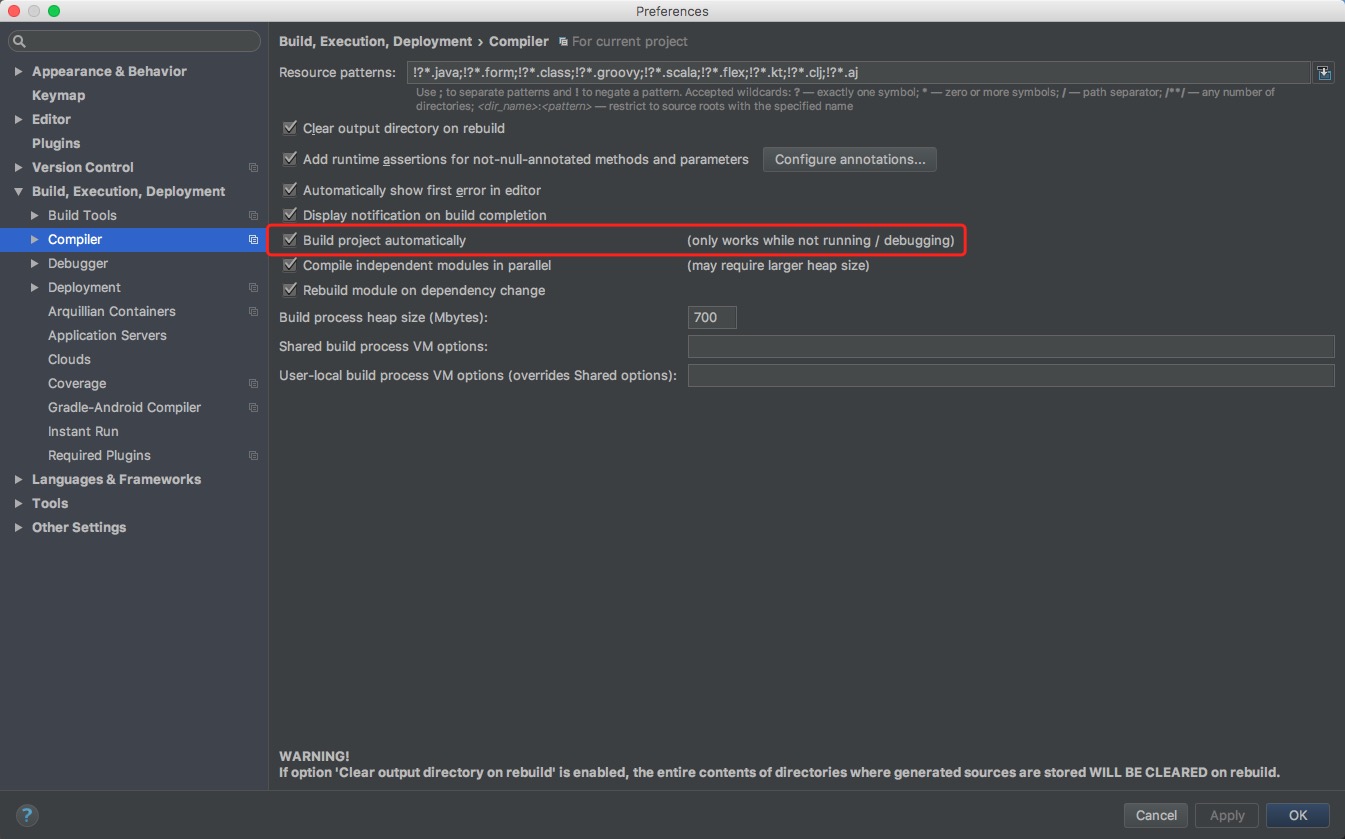 Preferences
Appearance & Behavior
Keymap
Editor
Plugins
Version Control
Build, Execution, Deployment
Build Tools
Compiler
Debugger
Deployment
Arquillian Containers
Application Servers
Clouds
Coverage
Gradle-Android Compiler
Instant Run
Required Plugins
Languages & Frameworks
Tools
Other Settings
Build, Execution, Deployment › Compiler For current project
Resource patterns: !?*.java;!?*.form;!?*.class;!?*.groovy;!?*.scala;!?*.flex;!?*.kt;!?*.clj;!?*.aj
Use ; to separate patterns and ! to negate a pattern. Accepted wildcards: ? — exactly one symbol; * — zero or more symbols; / — path separator; /**/ — any number of
directories; <dir_name>:<pattern> — restrict to source roots with the specified name
Clear output directory on rebuild
Add runtime assertions for not-null-annotated methods and parameters Configure annotations...
Automatically show first error in editor
Display notification on build completion
Build project automatically (only works while not running / debugging)
Compile independent modules in parallel (may require larger heap size)
Rebuild module on dependency change
Build process heap size (Mbytes): 700
Shared build process VM options:
User-local build process VM options (overrides Shared options):
WARNING!
If option 'Clear output directory on rebuild' is enabled, the entire contents of directories where generated sources are stored WILL BE CLEARED on rebuild.
? Cancel Apply OK